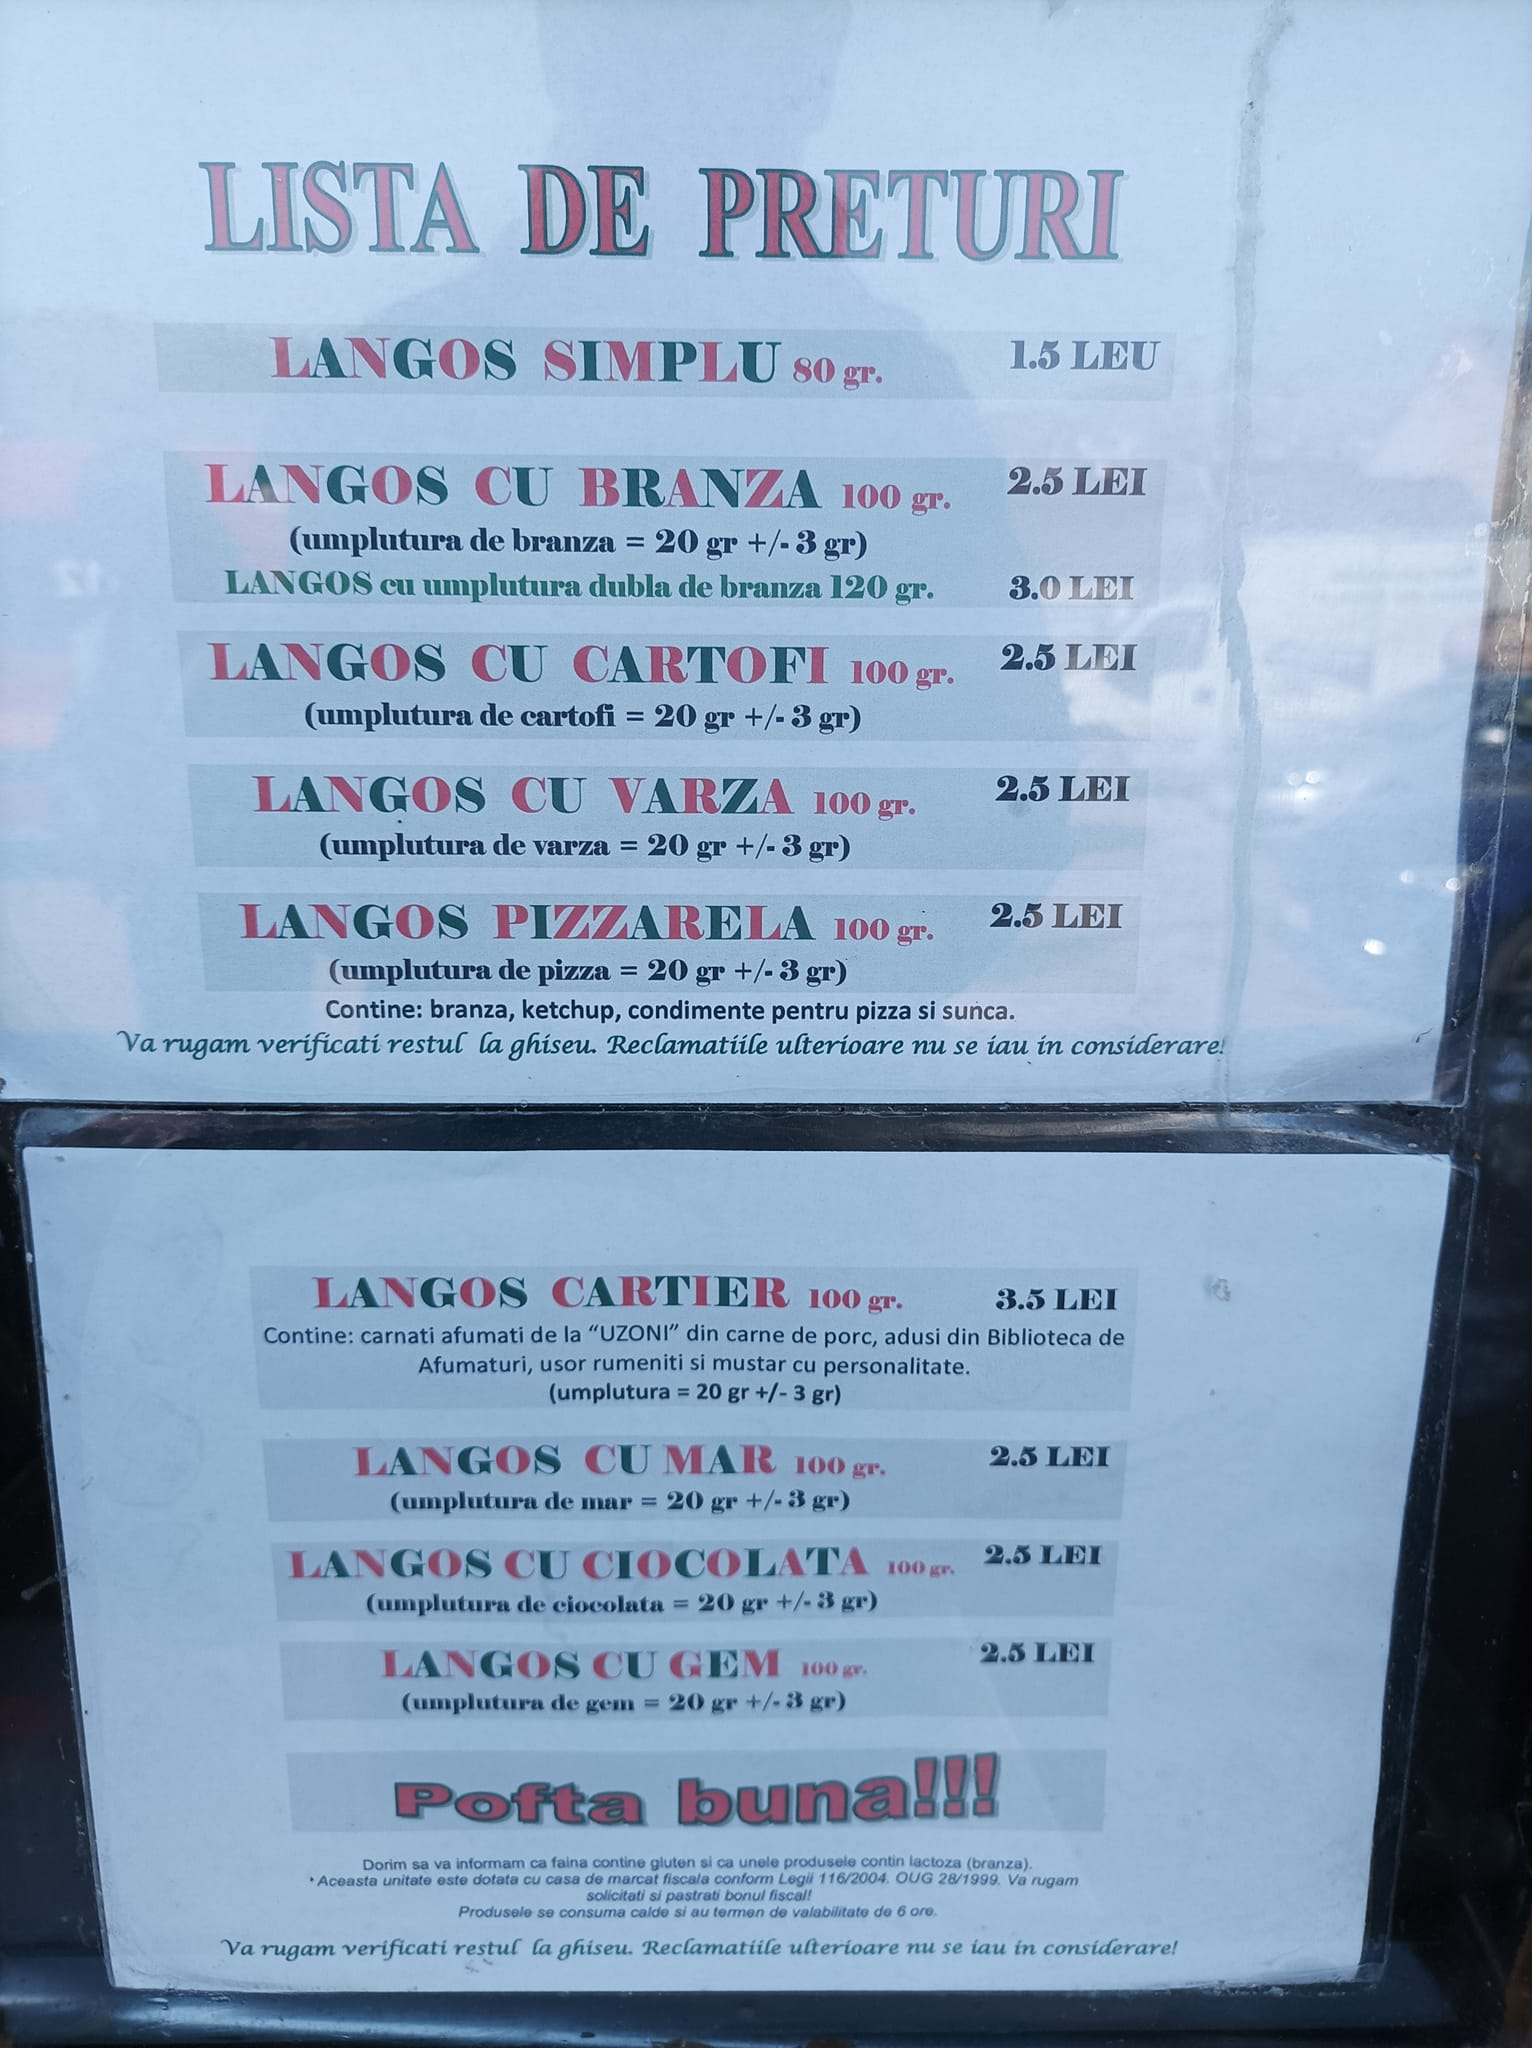 LISTA DE PRETURI
LANGOS SIMPLU 80 gr. 1.5 LEU
LANGOS CU BRANZA 100 gr. 2.5 LEI
(umplutura de branza = 20 gr +/- 3 gr)
LANGOS cu umplutura dubla de branza 120 gr. 3.0 LEI
LANGOS CU CARTOFI 100 gr. 2.5 LEI
(umplutura de cartofi = 20 gr +/- 3 gr)
LANGOS CU VARZA 100 gr. 2.5 LEI
(umplutura de varza = 20 gr +/- 3 gr)
LANGOS PIZZARELA 100 gr. 2.5 LEI
(umplutura de pizza = 20 gr +/- 3 gr)
Contine: branza, ketchup, condimente pentru pizza si sunca.
Va rugam verificati restul la ghiseu. Reclamatiile ulterioare nu se iau in considerare!
LANGOS CARTIER 100 gr. 3.5 LEI
Contine: carnati afumati de la “UZONI” din carne de porc, adusi din Biblioteca de
Afumaturi, usor rumeniti si mustar cu personalitate.
(umplutura = 20 gr +/- 3 gr)
LANGOS CU MAR 100 gr. 2.5 LEI
(umplutura de mar = 20 gr +/- 3 gr)
LANGOS CU CIOCOLATA 100 gr. 2.5 LEI
(umplutura de ciocolata = 20 gr +/- 3 gr)
LANGOS CU GEM 100 gr. 2.5 LEI
(umplutura de gem = 20 gr +/- 3 gr)
Pofta buna!!!
Dorim sa va informam ca faina contine gluten si ca unele produsele contin lactoza (branza).
* Aceasta unitate este dotata cu casa de marcat fiscala conform Legii 116/2004. OUG 28/1999. Va rugam
solicitati si pastrati bonul fiscal!
Produsele se consuma calde si au termen de valabilitate de 6 ore.
Va rugam verificati restul la ghiseu. Reclamatiile ulterioare nu se iau in considerare!